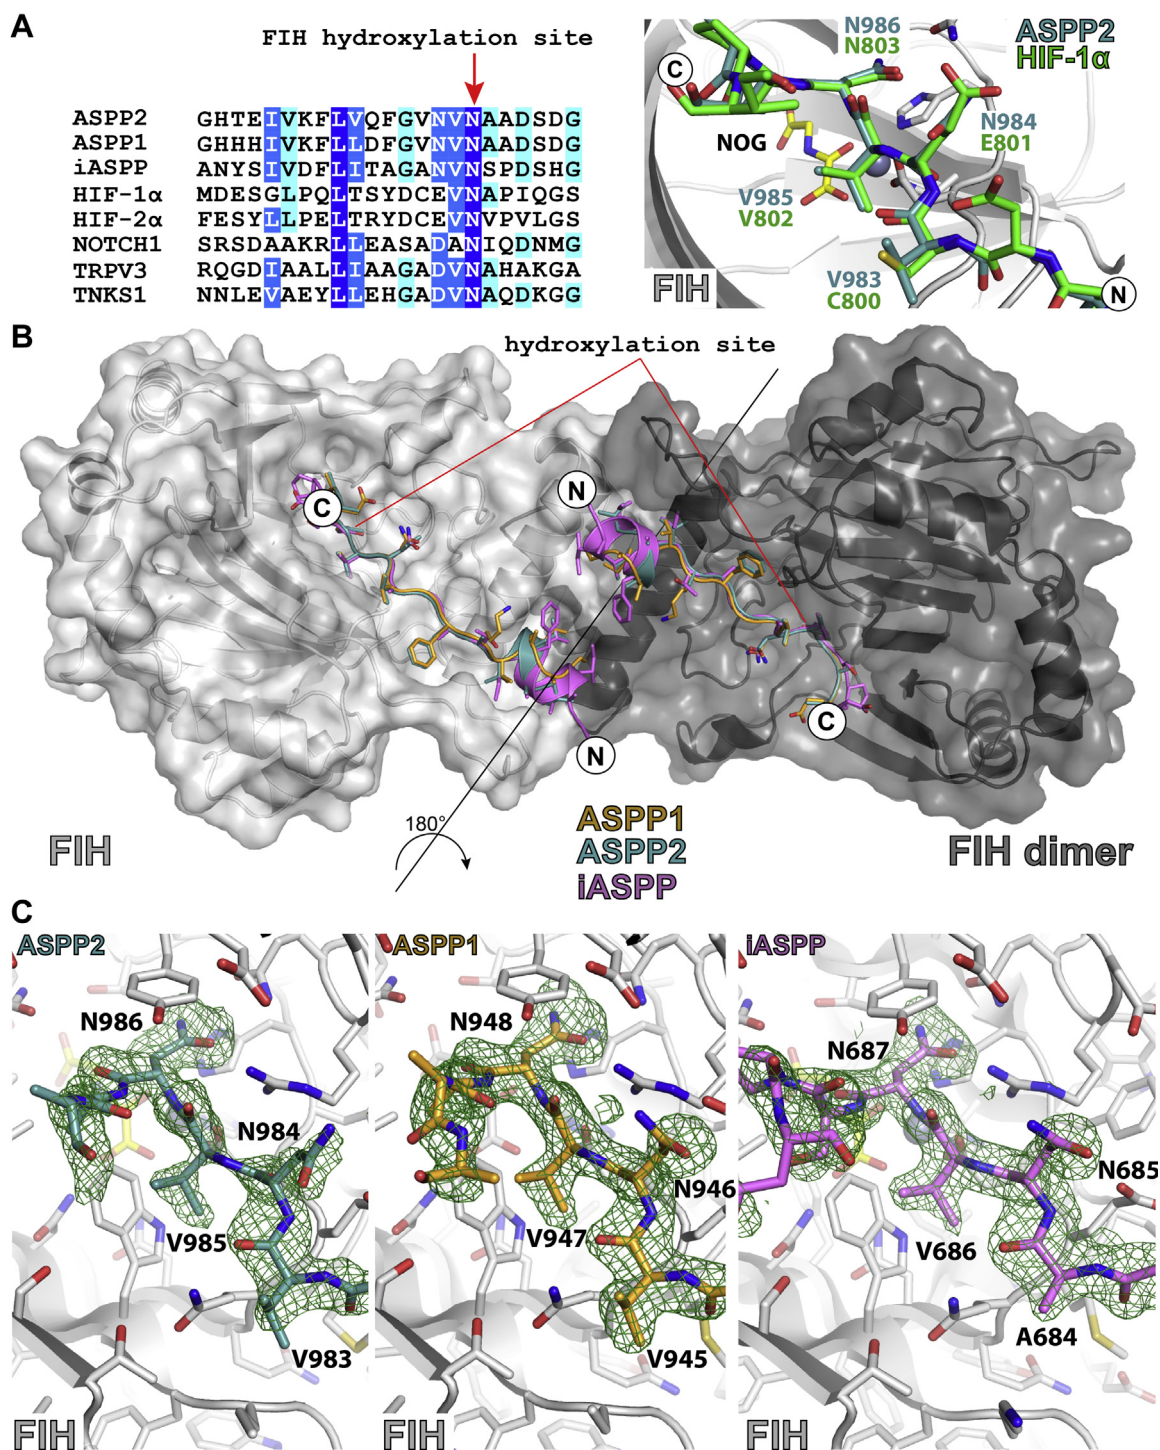 A
FIH hydroxylation site
ASPP2 GHTEIVKFLVQFGVNVNAADSDG
ASPP1 GHHHIVKFLLDFGVNVNAADSDG
iASPP ANYSIVDFLITAGANVNSPDSHG
HIF-1α MDESGLPQLTSYDCEVNAPIQGS
HIF-2α FESYLLPELTRYDCEVNVPVLGS
NOTCH1 SRSDAAKRLLEASADANIQDNMG
TRPV3 RQGDIAALLIAAGADVNAHAKGA
TNKS1 NNLEVAEYLLEHGADVNAQDKGG
N986
N803
ASPP2
HIF-1α
C
NOG
N984
E801
V985
V802
V983
C800
FIH
N
B
hydroxylation site
N
C
C
N
180°
ASPP1
ASPP2
iASPP
FIH
FIH dimer
C
ASPP2
N986
N984
V985
V983
FIH
ASPP1
N948
N946
V947
V945
FIH
iASPP
N687
N685
V686
A684
FIH